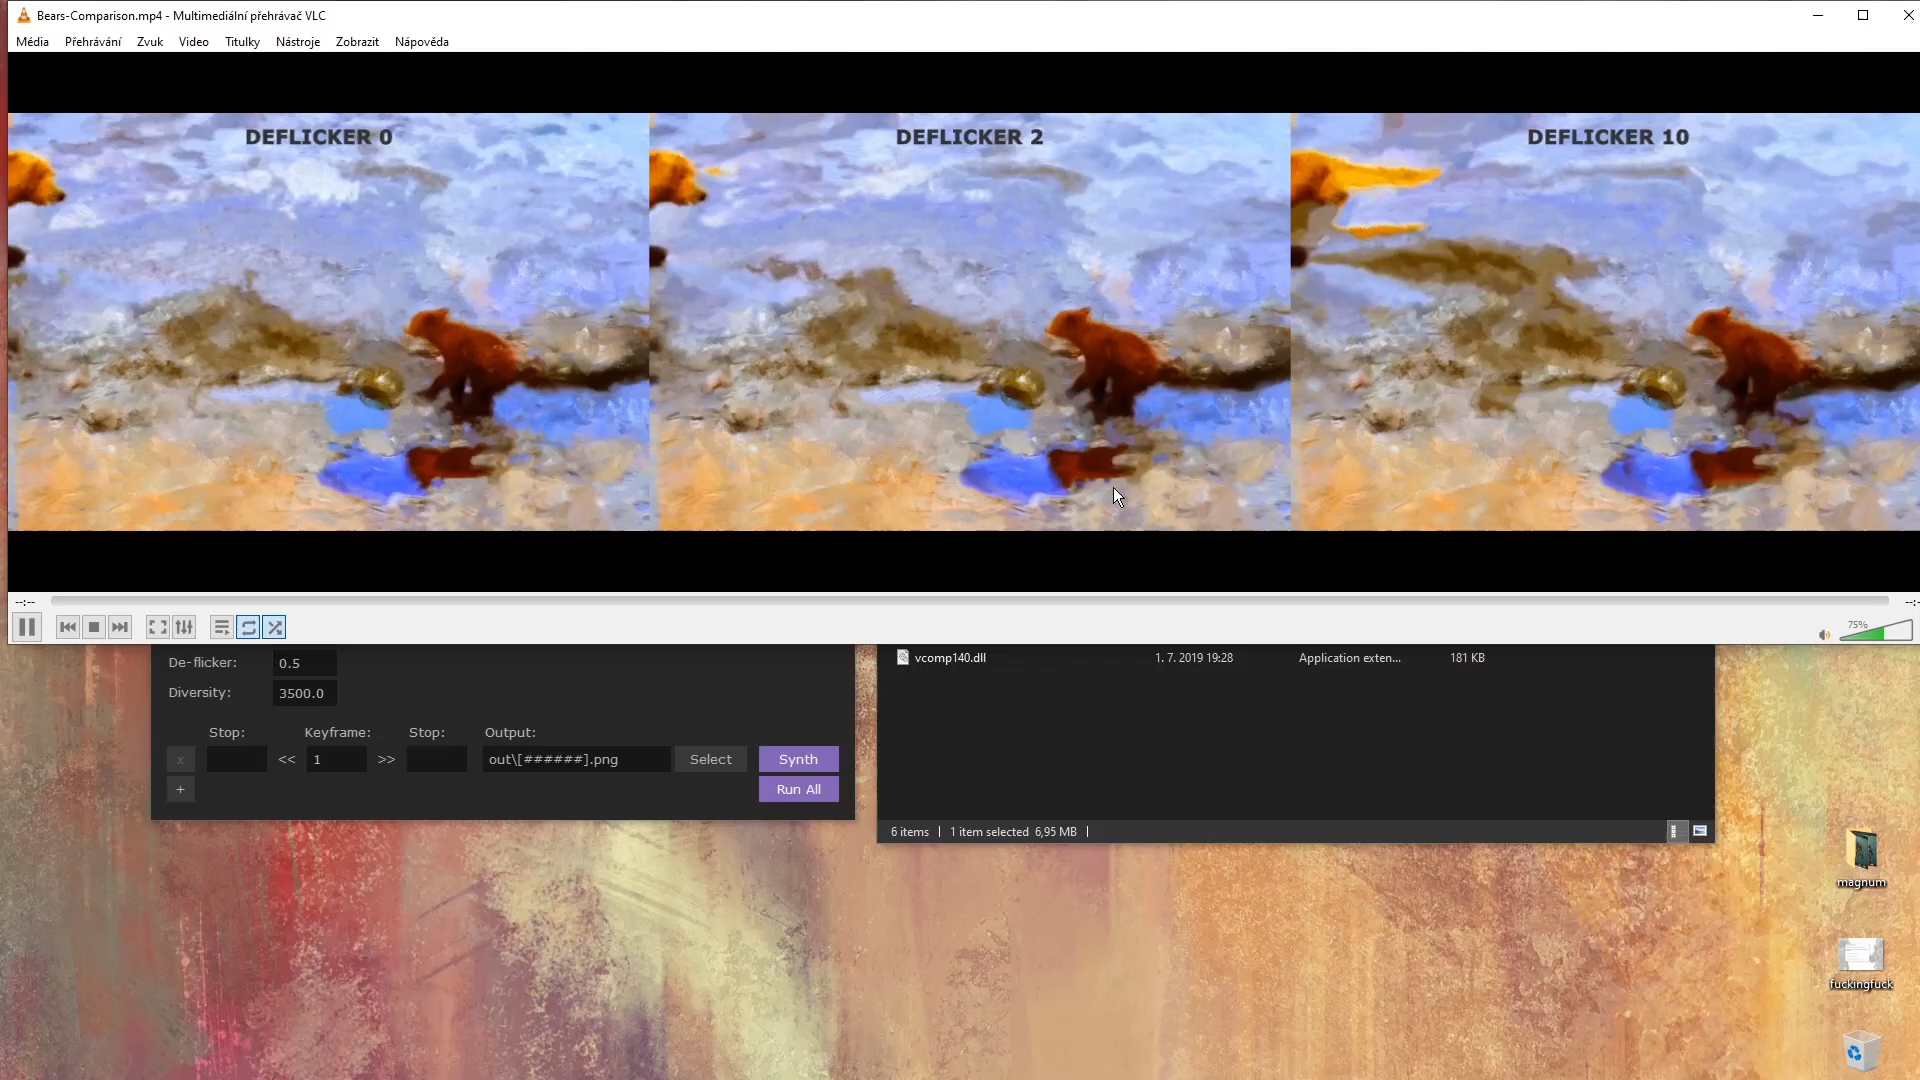 Bears-Comparison.mp4 - Multimediální přehrávač VLC
Média Přehrávání Zvuk Video Titulky Nástroje Zobrazit Nápověda
DEFLICKER 0 DEFLICKER 2 DEFLICKER 10
--:-- --:-
75%
De-flicker: 0.5
Diversity: 3500.0
Stop: Keyframe: Stop: Output:
x << 1 >> out\[######].png Select Synth
+ Run All
vcomp140.dll 1. 7. 2019 19:28 Application exten... 181 KB
6 items 1 item selected 6,95 MB
magnum
fuckingfuck